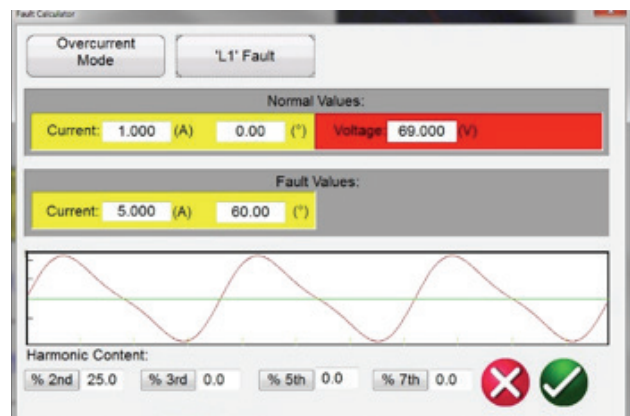 Fault Calculator
Overcurrent
Mode
'L1' Fault
Normal Values:
Current: 1.000 (A) 0.00 (°) Voltage: 69.000 (V)
Fault Values:
Current: 5.000 (A) 60.00 (°)
Harmonic Content:
% 2nd 25.0 % 3rd 0.0 % 5th 0.0 % 7th 0.0